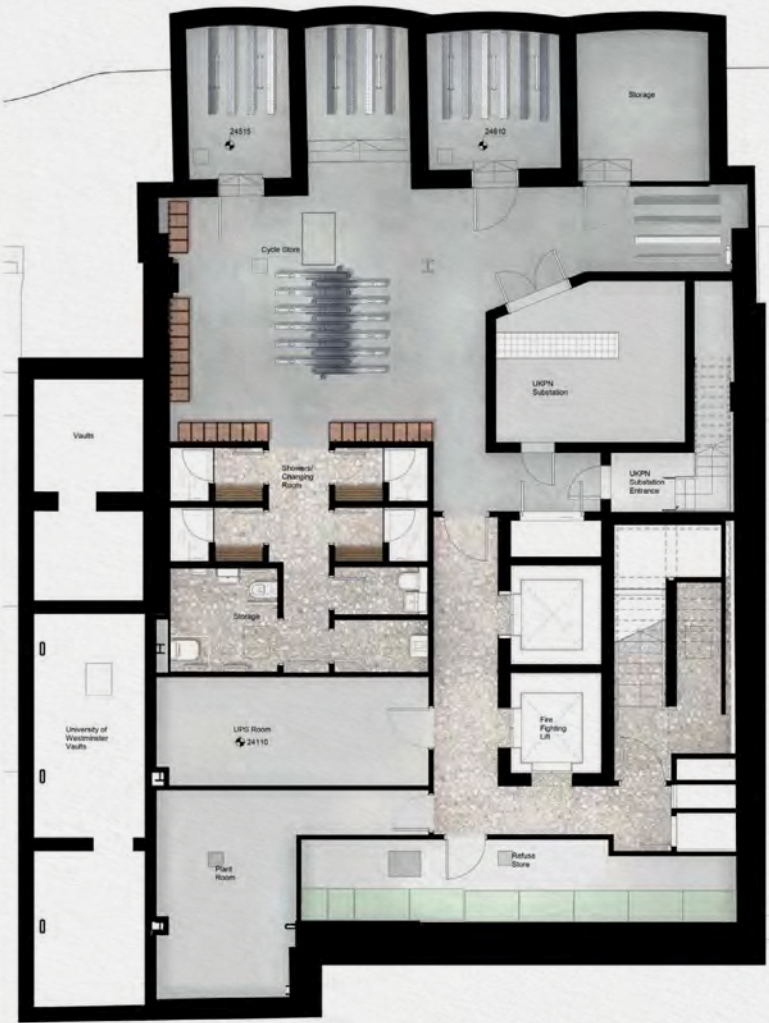 Storage
24515
24610
Cycle Store
UKPN
Substation
Vaults
Showers/
Changing
Room
UKPN
Substation
Entrance
Storage
University of
Westminster
Vaults
UPS Room
24110
Fire
Fighting
Lift
Plant
Room
Refuse
Store